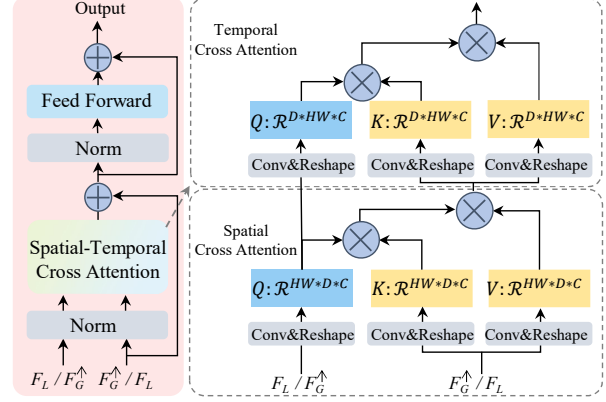 Output
Feed Forward
Norm
Spatial-Temporal
Cross Attention
Norm
F_L / F_G^↑ F_G^↑ / F_L
Temporal
Cross Attention
Q: ℛ^{D*HW*C} K: ℛ^{D*HW*C} V: ℛ^{D*HW*C}
Conv&Reshape Conv&Reshape Conv&Reshape
Spatial
Cross Attention
Q: ℛ^{HW*D*C} K: ℛ^{HW*D*C} V: ℛ^{HW*D*C}
Conv&Reshape Conv&Reshape Conv&Reshape
F_L / F_G^↑ F_G^↑ / F_L